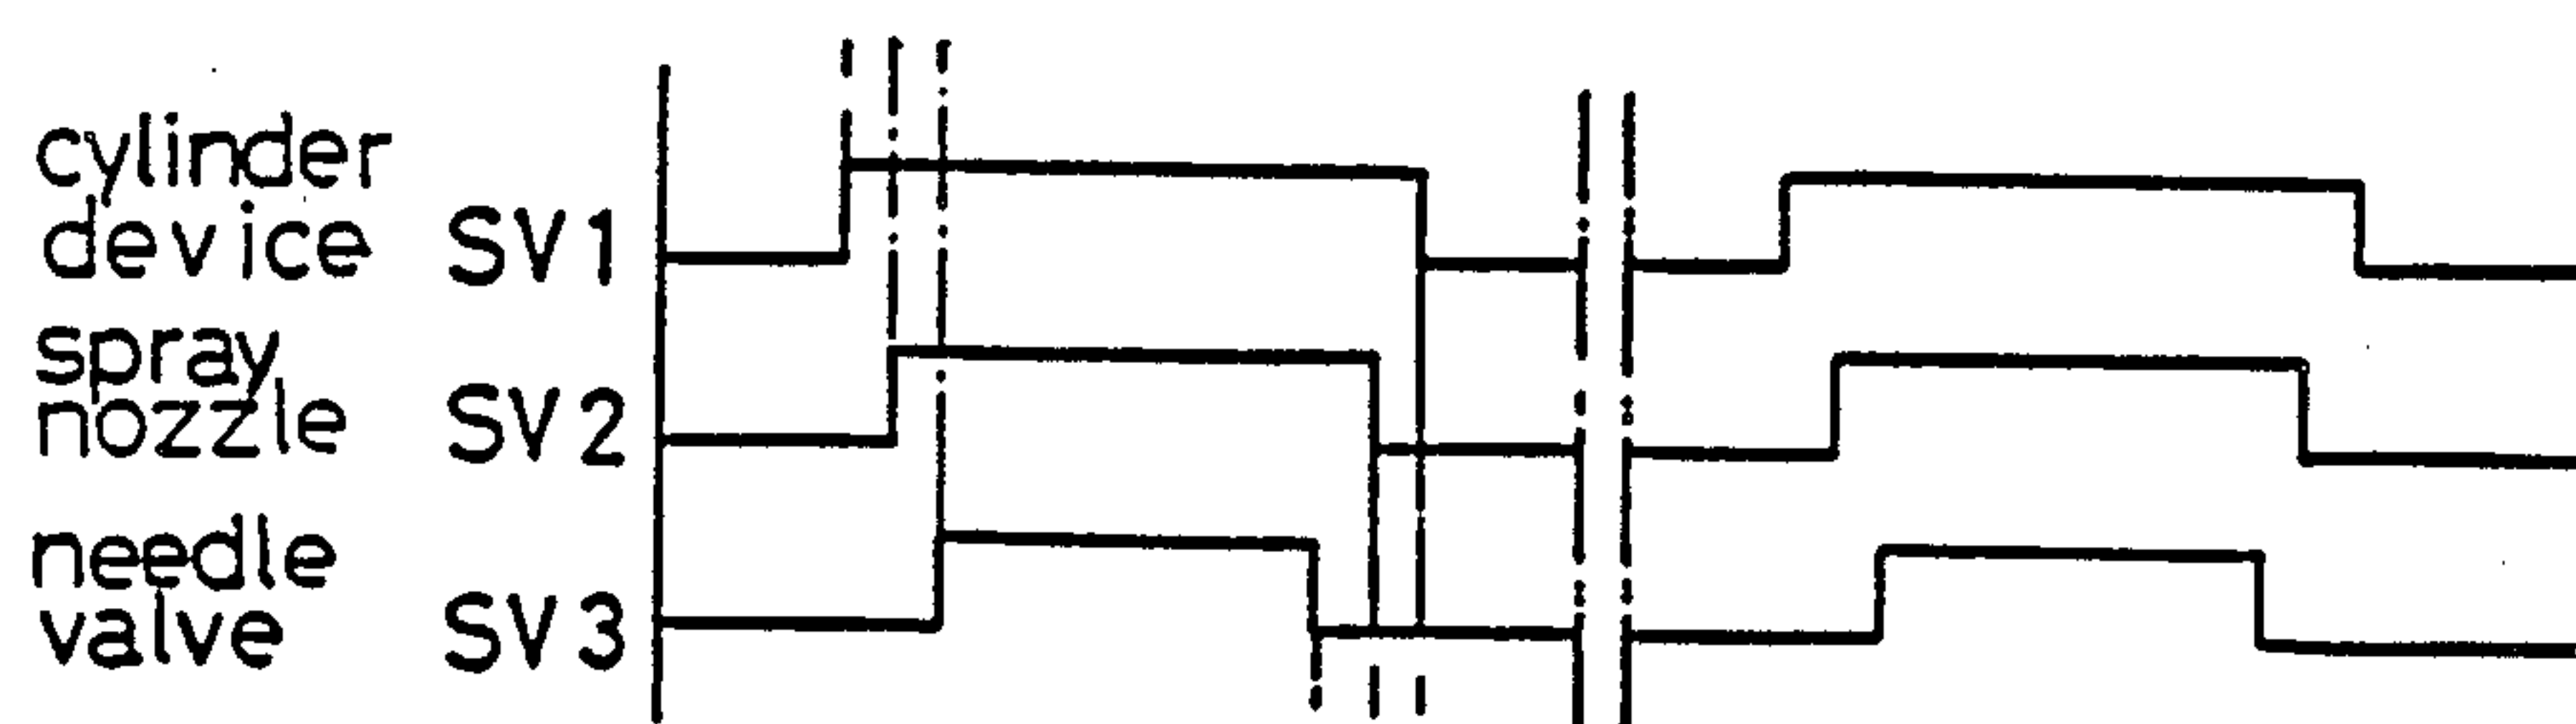 cylinder
device SV1
spray
nozzle SV2
needle
valve SV3